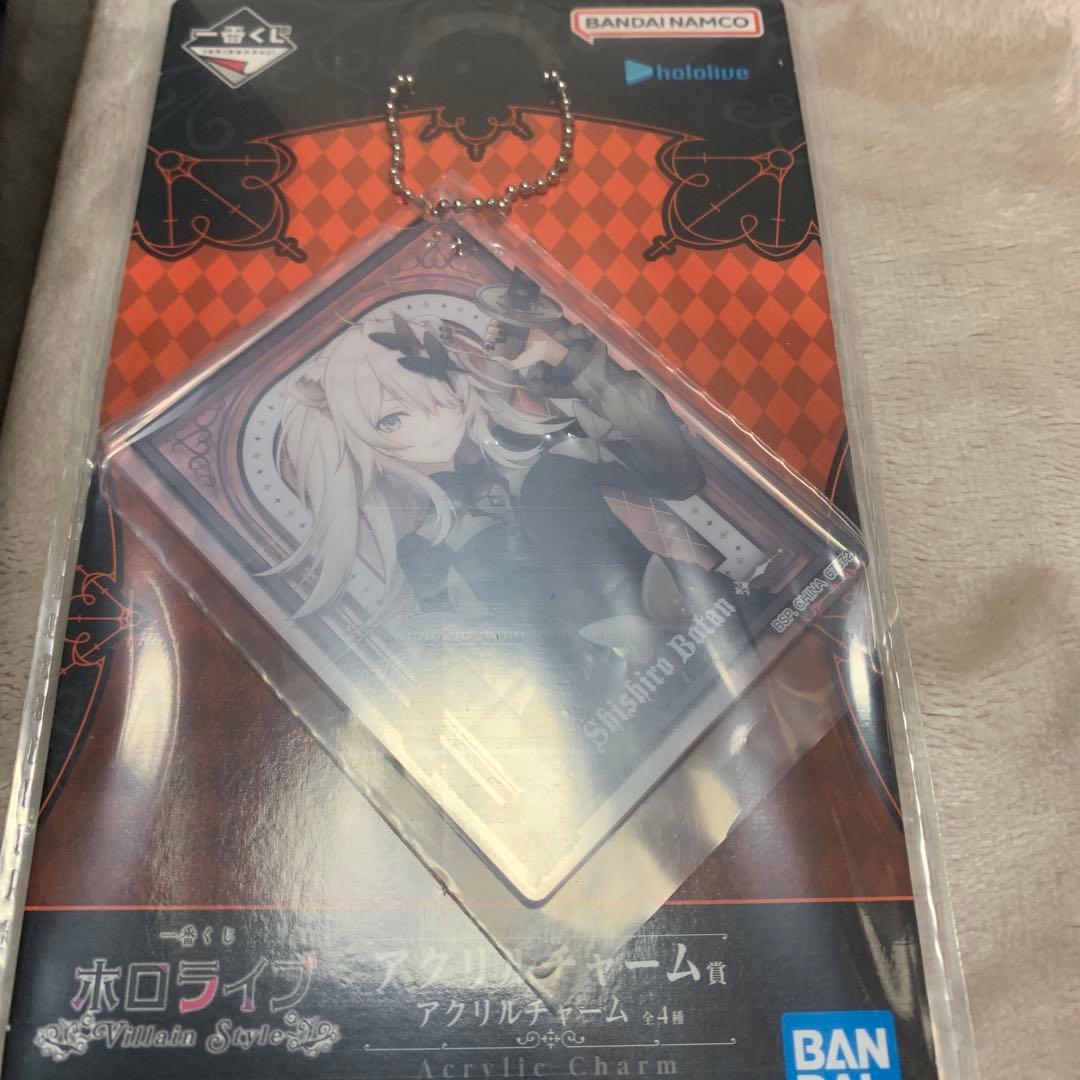 一番くじ
BANDAI NAMCO
hololive
BSP, CHINA
Shishiro Botan
一番くじ
ホロライブ
Villain Style
アクリルチャーム賞
アクリルチャーム 全4種
Acrylic Charm
BAN